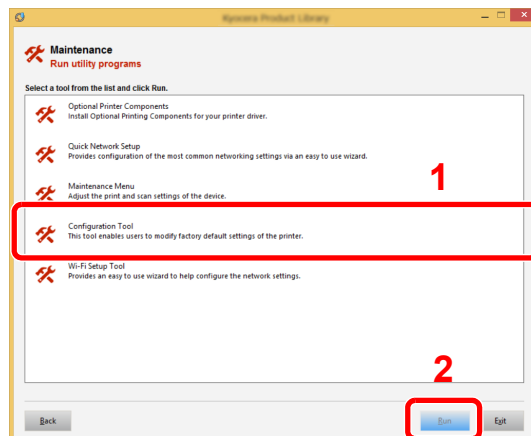 Kyocera Product Library
Maintenance
Run utility programs
Select a tool from the list and click Run.
Optional Printer Components
Install Optional Printing Components for your printer driver.
Quick Network Setup
Provides configuration of the most common networking settings via an easy to use wizard.
1
Maintenance Menu
Adjust the print and scan settings of the device.
Configuration Tool
This tool enables users to modify factory default settings of the printer.
Wi-Fi Setup Tool
Provides an easy to use wizard to help configure the network settings.
2
Back
Run
Exit